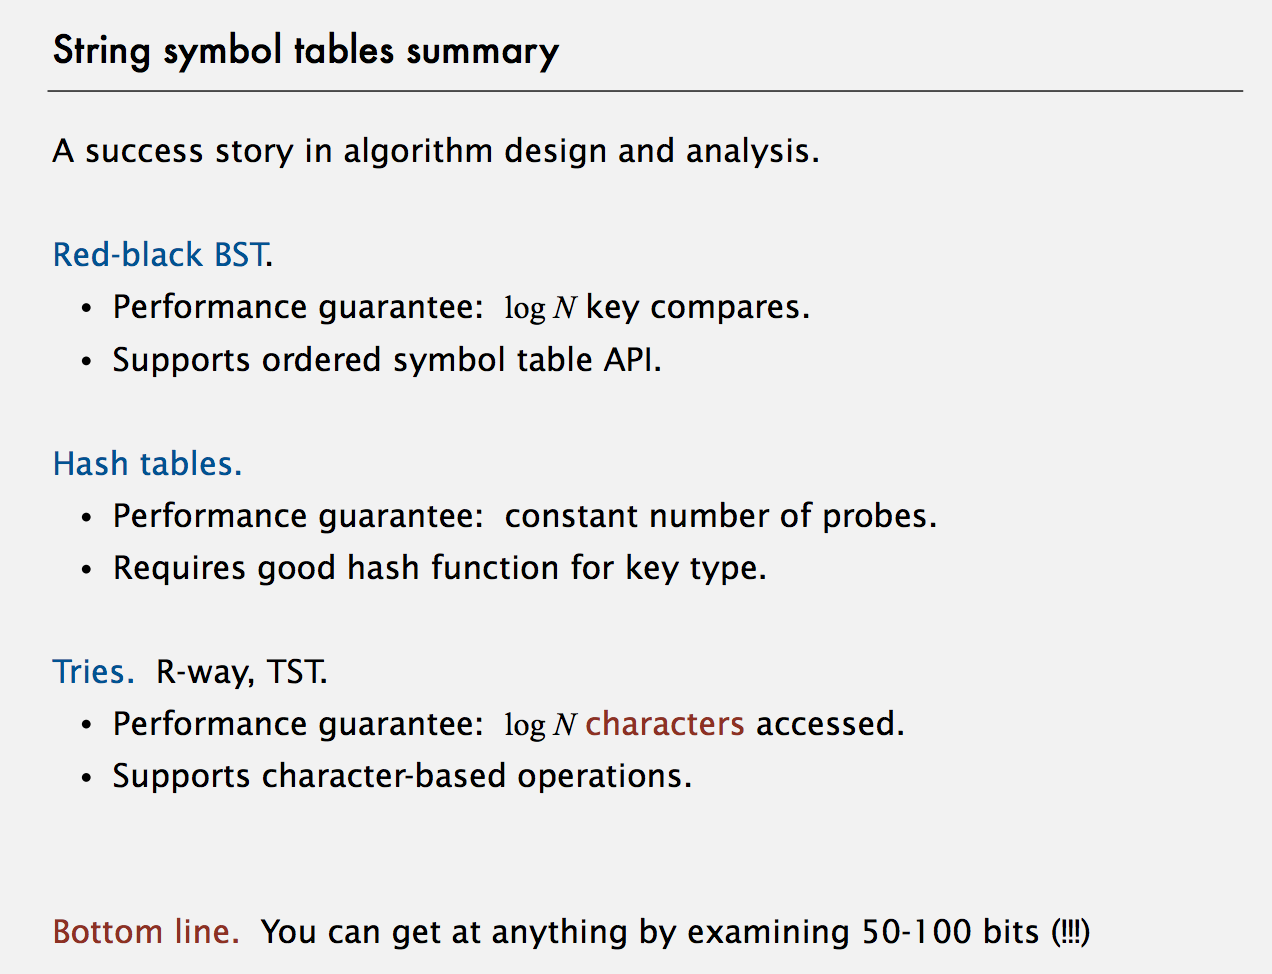 String symbol tables summary
A success story in algorithm design and analysis.
Red-black BST.
• Performance guarantee: log N key compares.
• Supports ordered symbol table API.
Hash tables.
• Performance guarantee: constant number of probes.
• Requires good hash function for key type.
Tries. R-way, TST.
• Performance guarantee: log N characters accessed.
• Supports character-based operations.
Bottom line. You can get at anything by examining 50-100 bits (!!!)